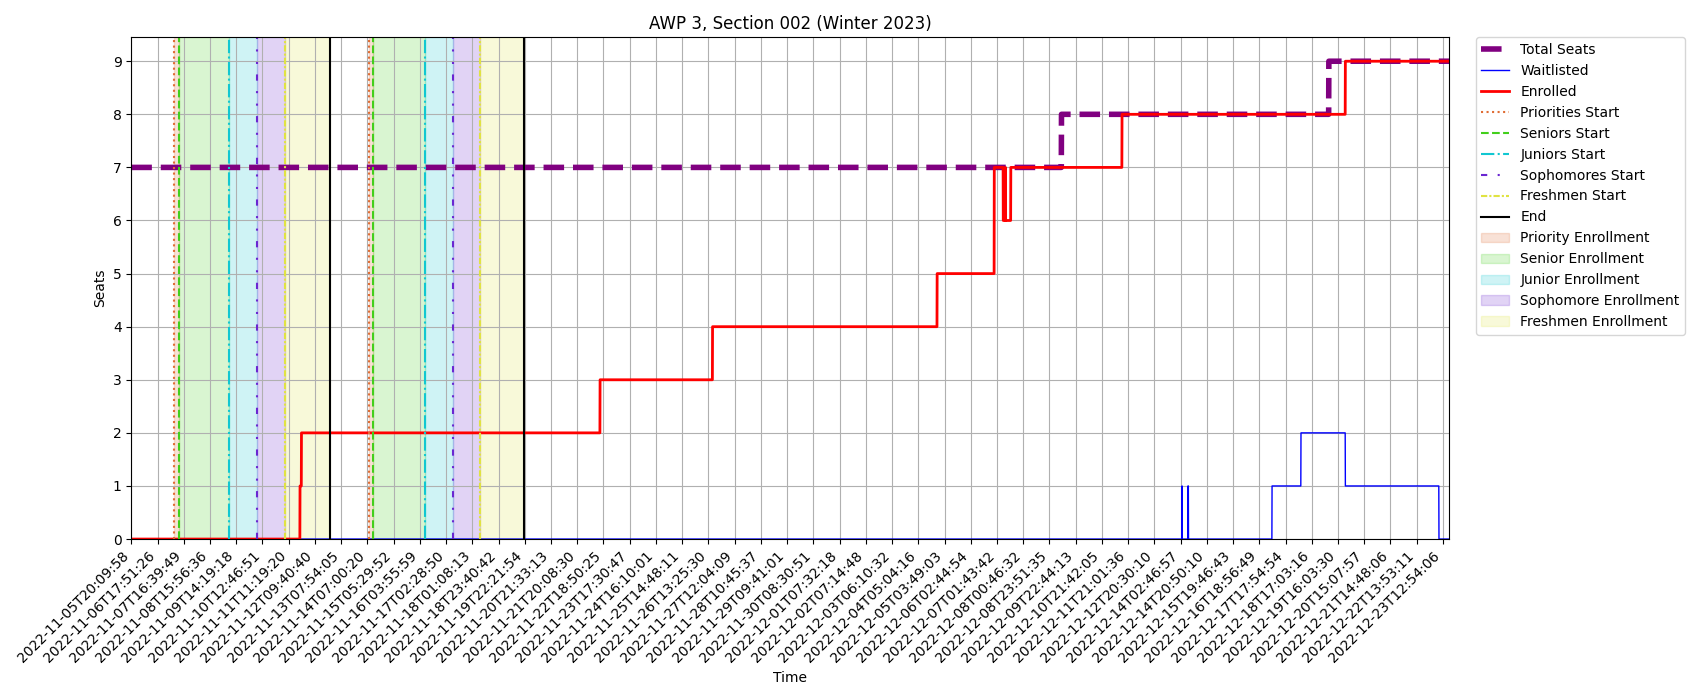 AWP 3, Section 002 (Winter 2023)
Seats
9
8
7
6
5
4
3
2
1
0
2022-11-05T20:09:58
2022-11-06T17:51:26
2022-11-07T16:39:49
2022-11-08T15:56:36
2022-11-09T14:19:18
2022-11-10T12:46:51
2022-11-11T11:19:20
2022-11-12T09:40:40
2022-11-13T07:54:05
2022-11-14T07:00:20
2022-11-15T05:29:52
2022-11-16T03:55:59
2022-11-17T02:28:50
2022-11-18T01:08:13
2022-11-18T23:40:42
2022-11-19T22:21:54
2022-11-20T21:33:13
2022-11-21T20:08:30
2022-11-22T18:50:25
2022-11-23T17:30:47
2022-11-24T16:10:01
2022-11-25T14:48:11
2022-11-26T13:25:30
2022-11-27T12:04:09
2022-11-28T10:45:37
2022-11-29T09:41:01
2022-11-30T08:30:51
2022-12-01T07:32:18
2022-12-02T07:14:48
2022-12-03T06:10:32
2022-12-04T05:04:16
2022-12-05T03:49:03
2022-12-06T02:44:54
2022-12-07T01:43:42
2022-12-08T00:46:32
2022-12-08T23:51:35
2022-12-09T22:44:13
2022-12-10T21:42:05
2022-12-11T21:01:36
2022-12-12T20:30:10
2022-12-14T02:46:57
2022-12-14T20:50:10
2022-12-15T19:46:43
2022-12-16T18:56:49
2022-12-17T17:54:54
2022-12-18T17:03:16
2022-12-19T16:03:30
2022-12-20T15:07:57
2022-12-21T14:48:06
2022-12-22T13:53:11
2022-12-23T12:54:06
Time
Total Seats
Waitlisted
Enrolled
Priorities Start
Seniors Start
Juniors Start
Sophomores Start
Freshmen Start
End
Priority Enrollment
Senior Enrollment
Junior Enrollment
Sophomore Enrollment
Freshmen Enrollment